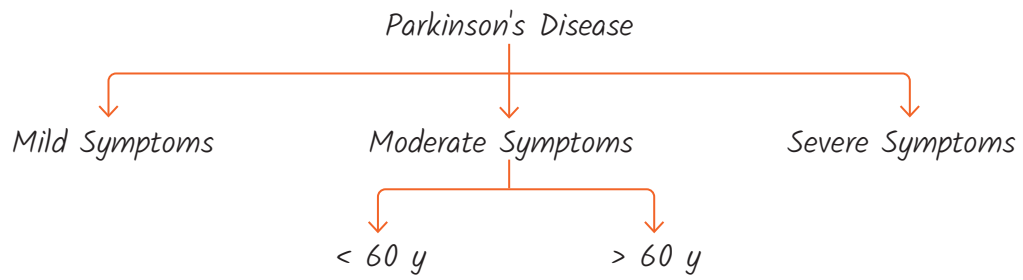 Parkinson's Disease
Mild Symptoms Moderate Symptoms Severe Symptoms
< 60 y > 60 y